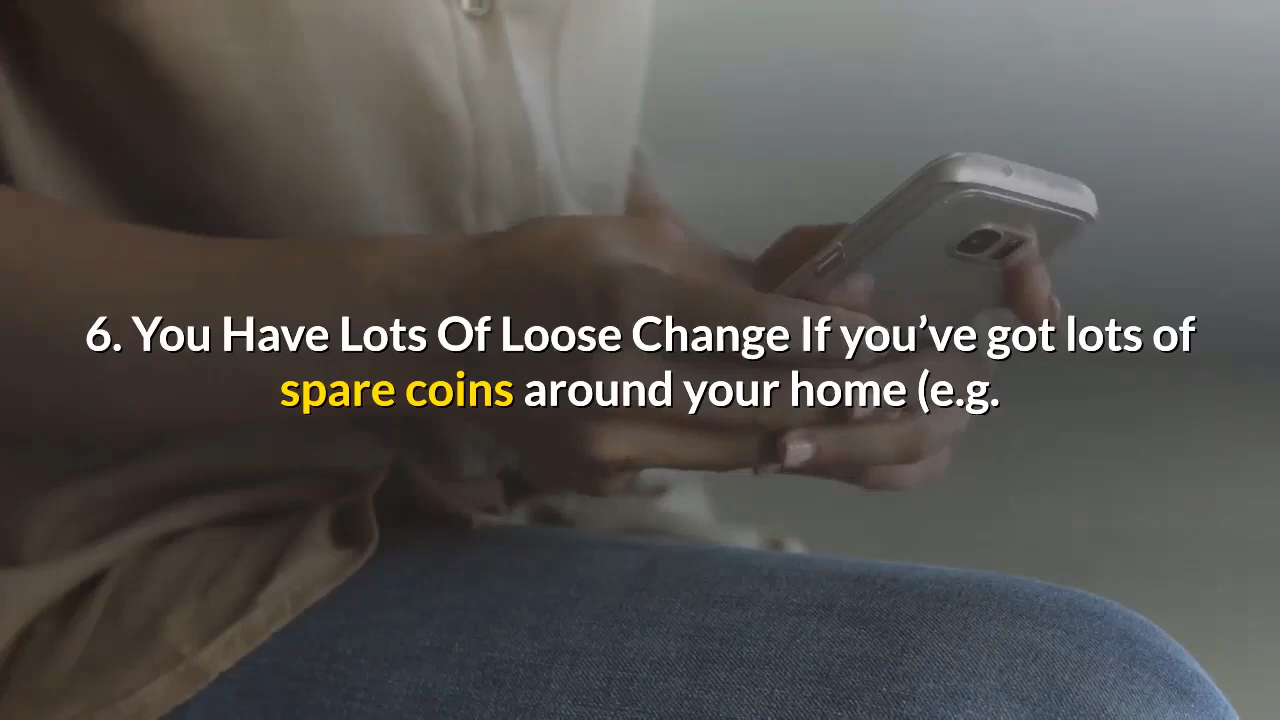 6. You Have Lots Of Loose Change If you’ve got lots of
spare coins around your home (e.g.